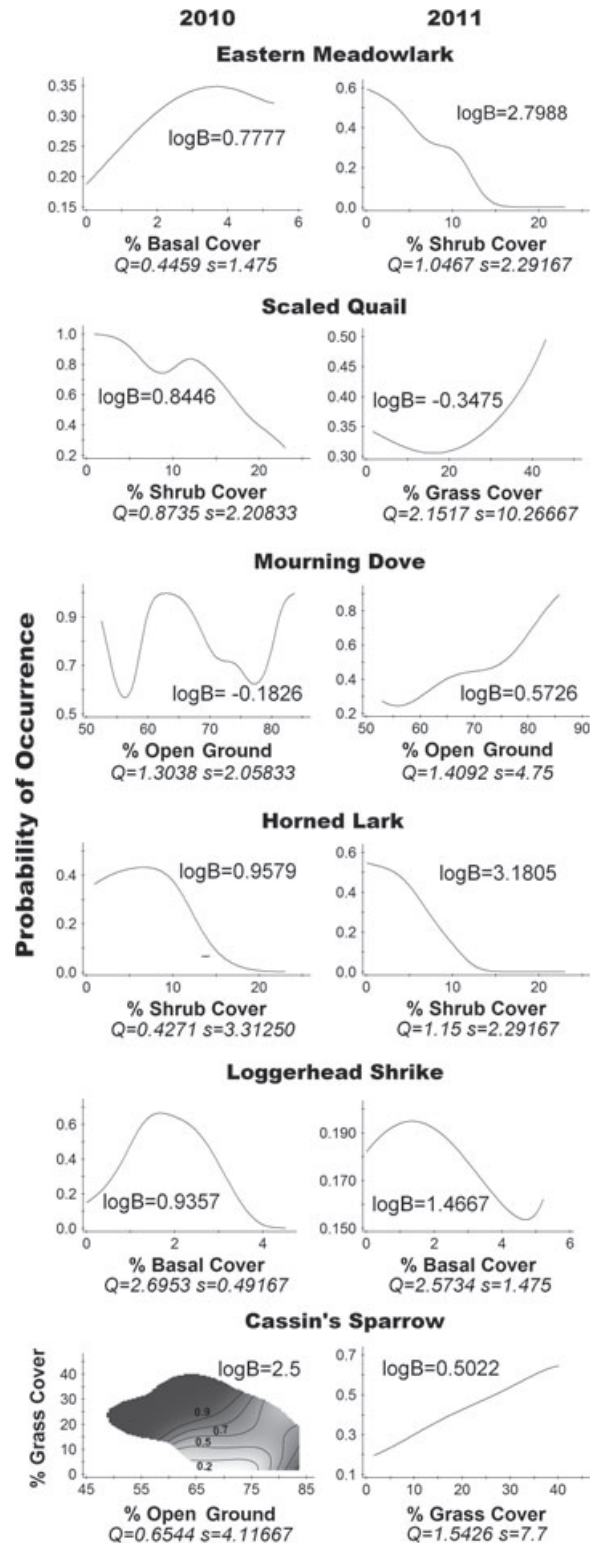 2010 2011
Eastern Meadowlark
0.35
0.30
0.25
0.20
0.15
logB=0.7777
0 2 4 6
% Basal Cover
Q=0.4459 s=1.475
0.6
0.4
0.2
0.0
logB=2.7988
0 10 20
% Shrub Cover
Q=1.0467 s=2.29167
Scaled Quail
1.0
0.8
0.6
0.4
0.2
logB=0.8446
0 10 20
% Shrub Cover
Q=0.8735 s=2.20833
0.50
0.45
0.40
0.35
0.30
logB= -0.3475
0 20 40
% Grass Cover
Q=2.1517 s=10.26667
Mourning Dove
0.9
0.7
0.5
logB= -0.1826
50 60 70 80
% Open Ground
Q=1.3038 s=2.05833
0.8
0.6
0.4
0.2
logB=0.5726
50 60 70 80 90
% Open Ground
Q=1.4092 s=4.75
Probability of Occurrence
Horned Lark
0.4
0.2
0.0
logB=0.9579
0 10 20
% Shrub Cover
Q=0.4271 s=3.31250
0.6
0.4
0.2
0.0
logB=3.1805
0 10 20
% Shrub Cover
Q=1.15 s=2.29167
Loggerhead Shrike
0.6
0.4
0.2
0.0
logB=0.9357
0 2 4
% Basal Cover
Q=2.6953 s=0.49167
0.190
0.170
0.150
logB=1.4667
0 2 4 6
% Basal Cover
Q=2.5734 s=1.475
Cassin's Sparrow
% Grass Cover
40
30
20
10
0
logB=2.5
0.9
0.7
0.5
0.2
45 55 65 75 85
% Open Ground
Q=0.6544 s=4.11667
0.7
0.5
0.3
0.1
logB=0.5022
0 10 20 30 40
% Grass Cover
Q=1.5426 s=7.7